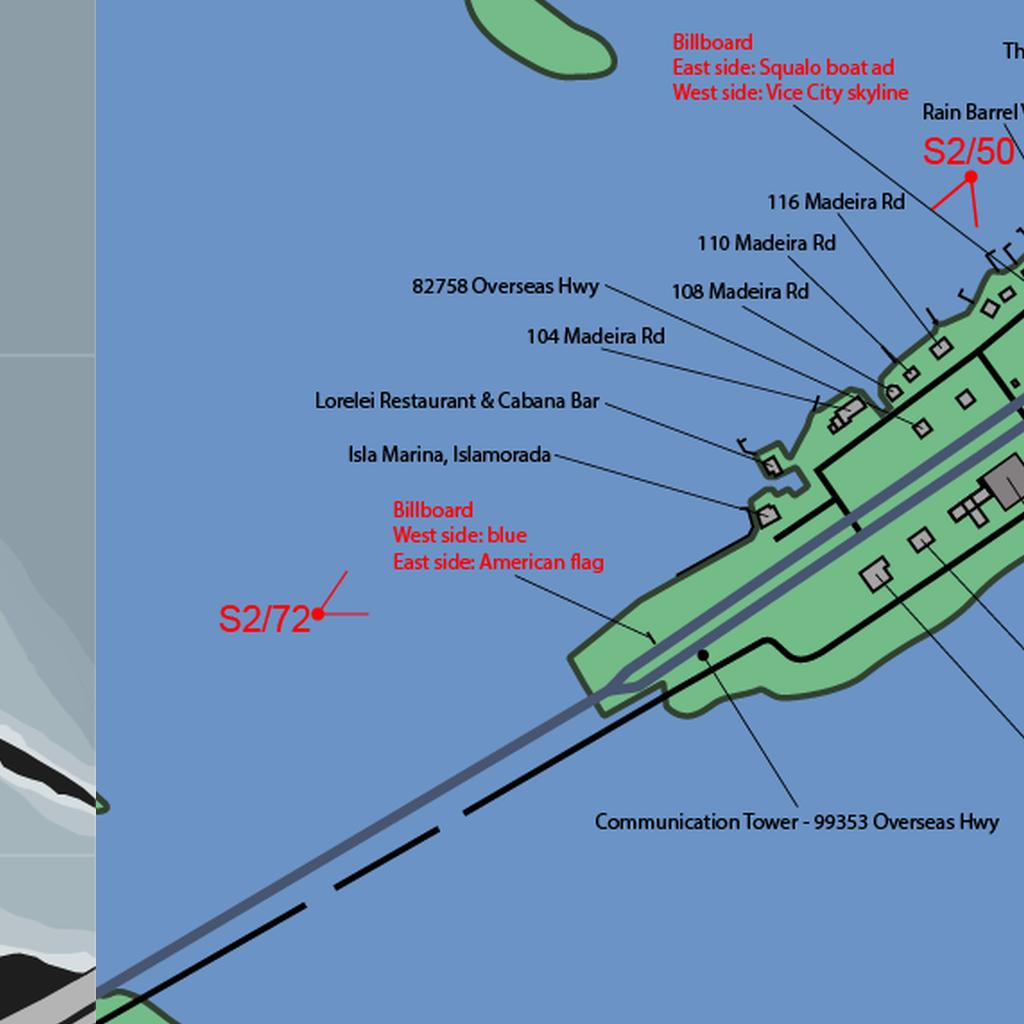 Billboard
East side: Squalo boat ad
West side: Vice City skyline
Th
Rain Barrel
S2/50
116 Madeira Rd
110 Madeira Rd
82758 Overseas Hwy
108 Madeira Rd
104 Madeira Rd
Lorelei Restaurant & Cabana Bar
Isla Marina, Islamorada
Billboard
West side: blue
East side: American flag
S2/72
Communication Tower - 99353 Overseas Hwy